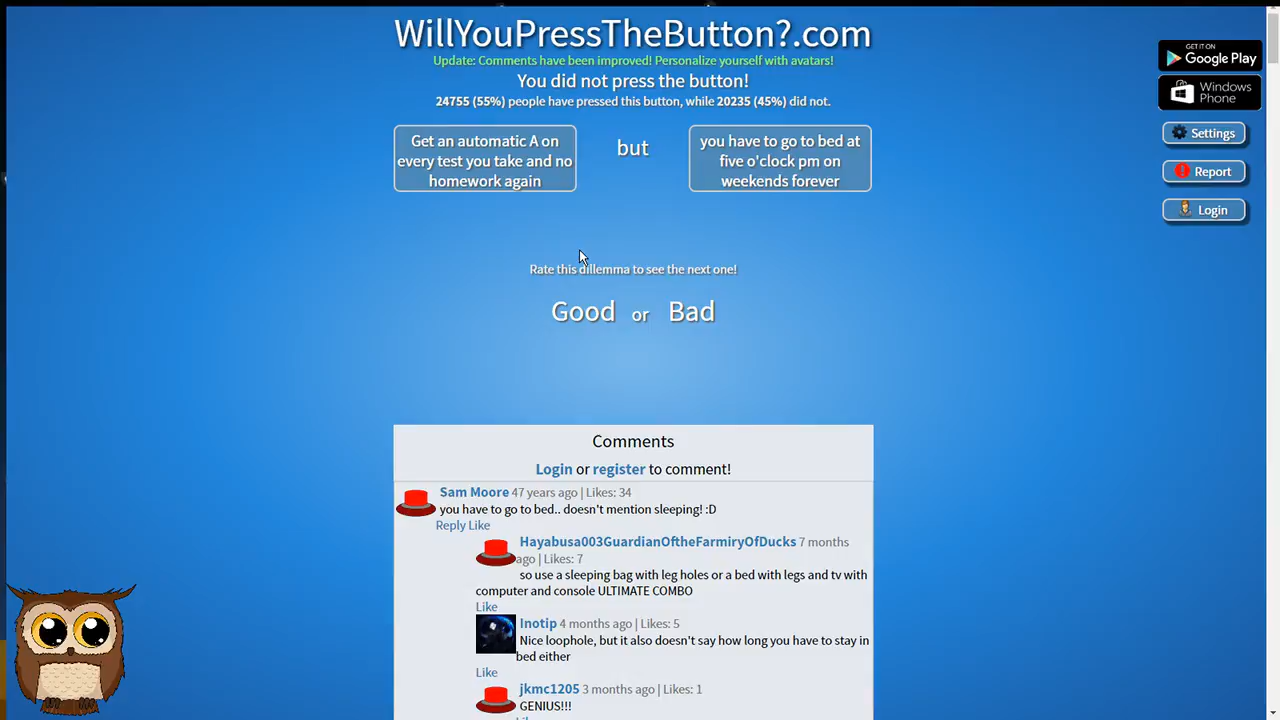 WillYouPressTheButton?.com
Update: Comments have been improved! Personalize yourself with avatars!
You did not press the button!
24755 (55%) people have pressed this button, while 20235 (45%) did not.
Get an automatic A on
every test you take and no
homework again
but
you have to go to bed at
five o'clock pm on
weekends forever
GET IT ON
Google Play
Windows
Phone
Settings
Report
Login
Rate this dillemma to see the next one!
Good or Bad
Comments
Login or register to comment!
Sam Moore 47 years ago | Likes: 34
you have to go to bed.. doesn't mention sleeping! :D
Reply Like
Hayabusa003GuardianOftheFarmiryOfDucks 7 months
ago | Likes: 7
so use a sleeping bag with leg holes or a bed with legs and tv with
computer and console ULTIMATE COMBO
Like
Inotip 4 months ago | Likes: 5
Nice loophole, but it also doesn't say how long you have to stay in
bed either
Like
jkmc1205 3 months ago | Likes: 1
GENIUS!!!